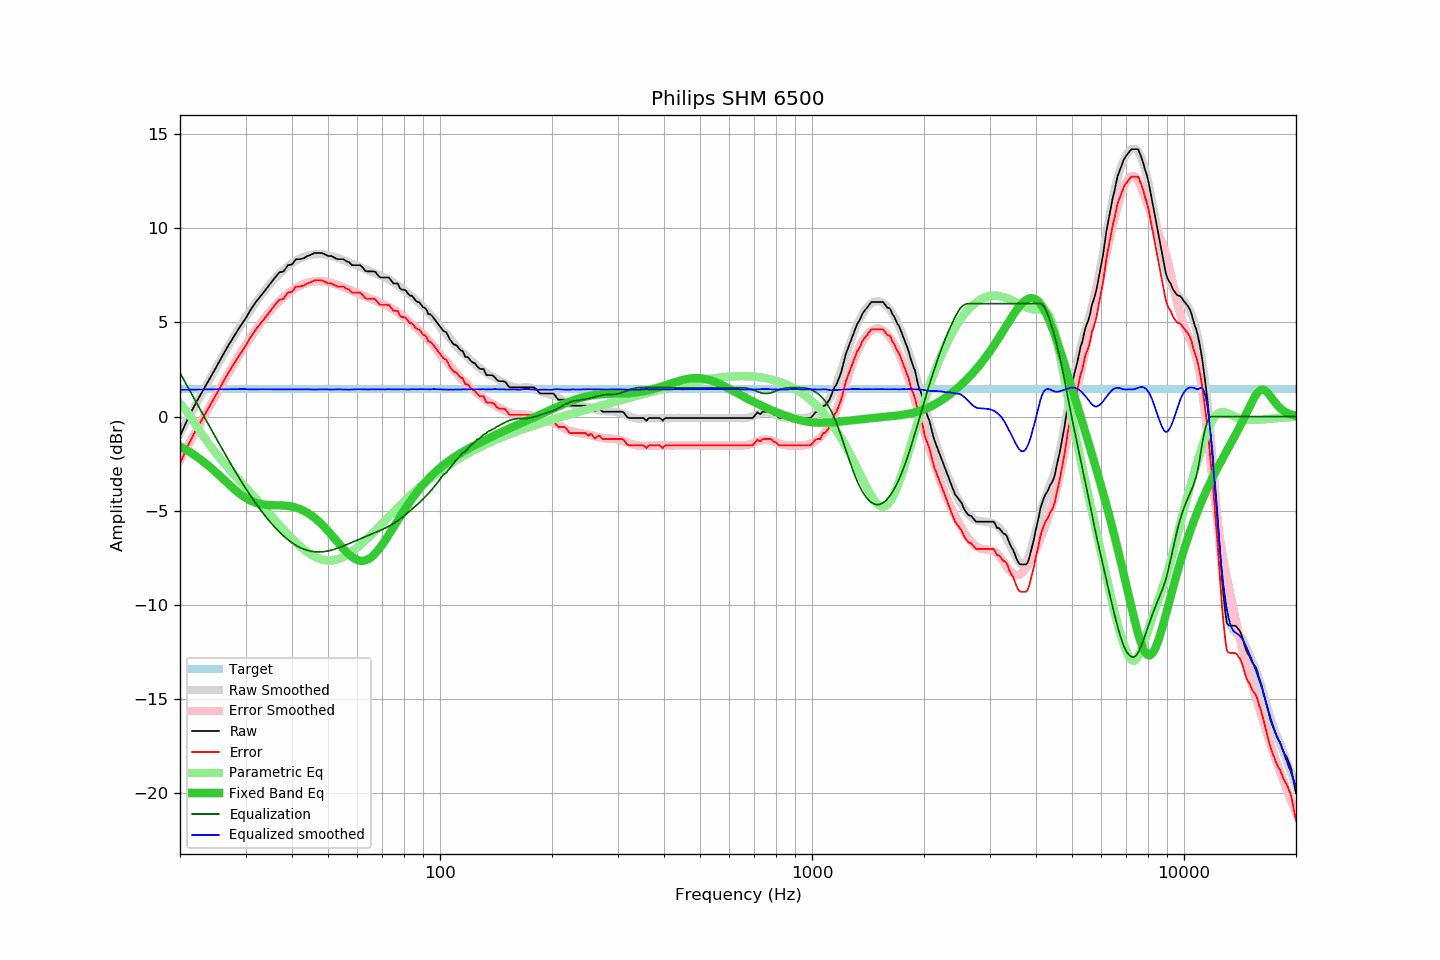 Philips SHM 6500
15
10
5
0
−5
−10
−15
−20
Amplitude (dBr)
Target
Raw Smoothed
Error Smoothed
Raw
Error
Parametric Eq
Fixed Band Eq
Equalization
Equalized smoothed
100
1000
10000
Frequency (Hz)